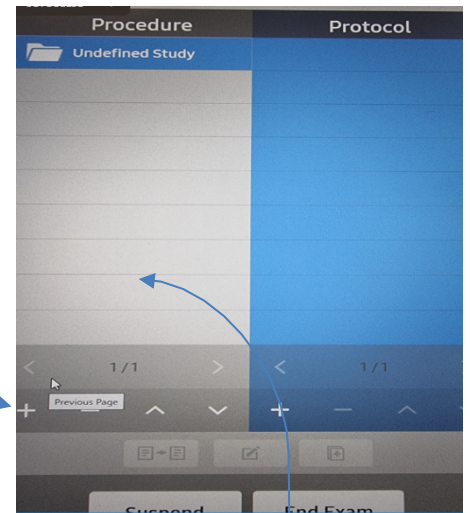 Procedure
Protocol
Undefined Study
< 1/1 >
< 1/1
Previous Page
Suspend
End Exam